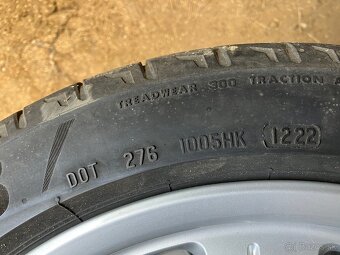 TREADWEAR 300 TRACTION A
DOT 276 1005HK 1222